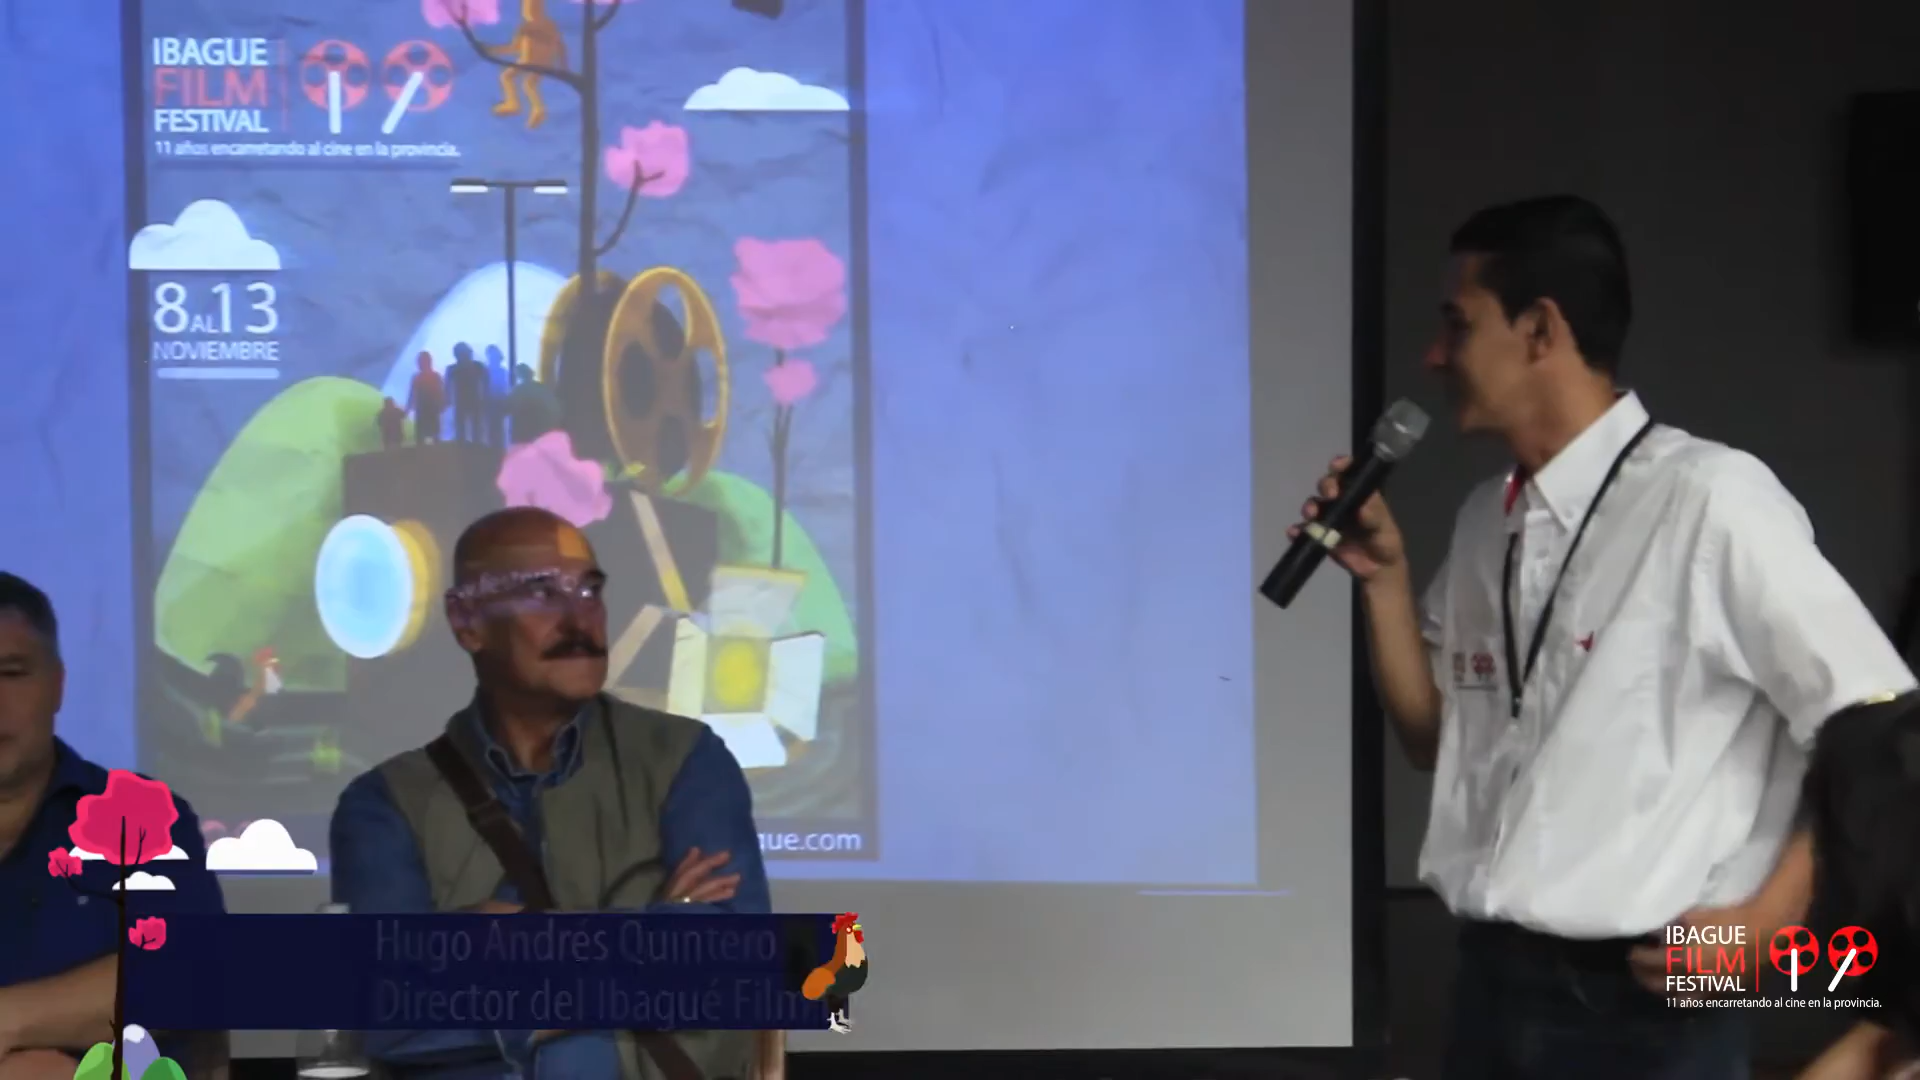 IBAGUE
FILM
FESTIVAL
11 años encarretando al cine en la provincia.
8 AL 13
NOVIEMBRE
gue.com
Hugo Andrés Quintero
Director del Ibagué Film
IBAGUE
FILM
FESTIVAL
11 años encarretando al cine en la provincia.